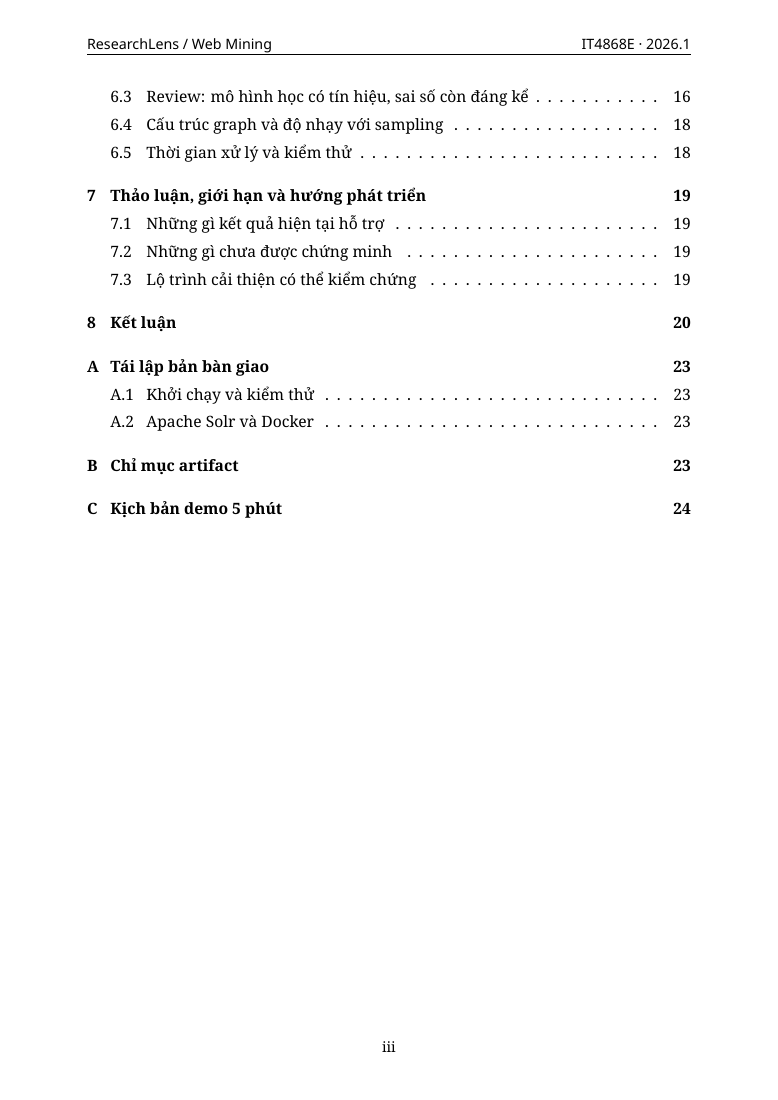 ResearchLens / Web Mining IT4868E · 2026.1
6.3 Review: mô hình học có tín hiệu, sai số còn đáng kể . . . . . . . . . . . 16
6.4 Cấu trúc graph và độ nhạy với sampling . . . . . . . . . . . . . . . . . . 18
6.5 Thời gian xử lý và kiểm thử . . . . . . . . . . . . . . . . . . . . . . . . . . 18
7 Thảo luận, giới hạn và hướng phát triển 19
7.1 Những gì kết quả hiện tại hỗ trợ . . . . . . . . . . . . . . . . . . . . . . . 19
7.2 Những gì chưa được chứng minh . . . . . . . . . . . . . . . . . . . . . . 19
7.3 Lộ trình cải thiện có thể kiểm chứng . . . . . . . . . . . . . . . . . . . . 19
8 Kết luận 20
A Tái lập bản bàn giao 23
A.1 Khởi chạy và kiểm thử . . . . . . . . . . . . . . . . . . . . . . . . . . . . . 23
A.2 Apache Solr và Docker . . . . . . . . . . . . . . . . . . . . . . . . . . . . . 23
B Chỉ mục artifact 23
C Kịch bản demo 5 phút 24
iii